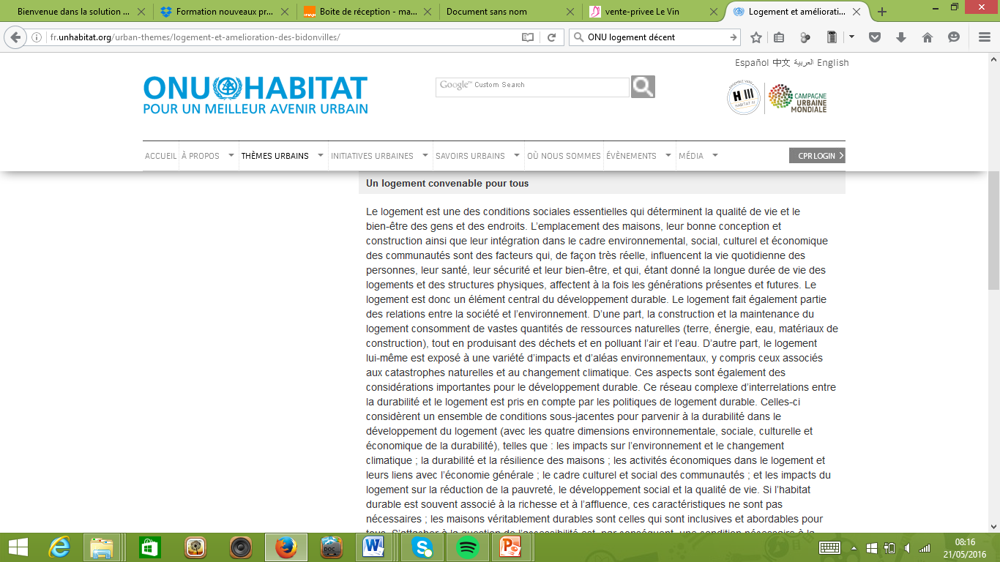 Bienvenue dans la solution ...
Formation nouveaux pr...
Boite de réception - ma...
Document sans nom
vente-privee Le Vin
Logement et améliorati...
fr.unhabitat.org/urban-themes/logement-et-amelioration-des-bidonvilles/
ONU logement décent
Español 中文 العربية English
ONU HABITAT
POUR UN MEILLEUR AVENIR URBAIN
Google™ Custom Search
H III
HABITAT III
CAMPAGNE
URBAINE
MONDIALE
ACCUEIL À PROPOS THÈMES URBAINS INITIATIVES URBAINES SAVOIRS URBAINS OÙ NOUS SOMMES ÉVÈNEMENTS MÉDIA
CPR LOGIN
Un logement convenable pour tous
Le logement est une des conditions sociales essentielles qui déterminent la qualité de vie et le
bien-être des gens et des endroits. L'emplacement des maisons, leur bonne conception et
construction ainsi que leur intégration dans le cadre environnemental, social, culturel et économique
des communautés sont des facteurs qui, de façon très réelle, influencent la vie quotidienne des
personnes, leur santé, leur sécurité et leur bien-être, et qui, étant donné la longue durée de vie des
logements et des structures physiques, affectent à la fois les générations présentes et futures. Le
logement est donc un élément central du développement durable. Le logement fait également partie
des relations entre la société et l'environnement. D'une part, la construction et la maintenance du
logement consomment de vastes quantités de ressources naturelles (terre, énergie, eau, matériaux de
construction), tout en produisant des déchets et en polluant l'air et l'eau. D'autre part, le logement
lui-même est exposé à une variété d'impacts et d'aléas environnementaux, y compris ceux associés
aux catastrophes naturelles et au changement climatique. Ces aspects sont également des
considérations importantes pour le développement durable. Ce réseau complexe d'interrelations entre
la durabilité et le logement est pris en compte par les politiques de logement durable. Celles-ci
considèrent un ensemble de conditions sous-jacentes pour parvenir à la durabilité dans le
développement du logement (avec les quatre dimensions environnementale, sociale, culturelle et
économique de la durabilité), telles que : les impacts sur l'environnement et le changement
climatique ; la durabilité et la résilience des maisons ; les activités économiques dans le logement et
leurs liens avec l'économie générale ; le cadre culturel et social des communautés ; et les impacts du
logement sur la réduction de la pauvreté, le développement social et la qualité de vie. Si l'habitat
durable est souvent associé à la richesse et à l'affluence, ces caractéristiques ne sont pas
nécessaires ; les maisons véritablement durables sont celles qui sont inclusives et abordables pour
tous. S'attacher à la question de l'accessibilité est, par conséquent, une condition nécessaire à la
08:16
21/05/2016